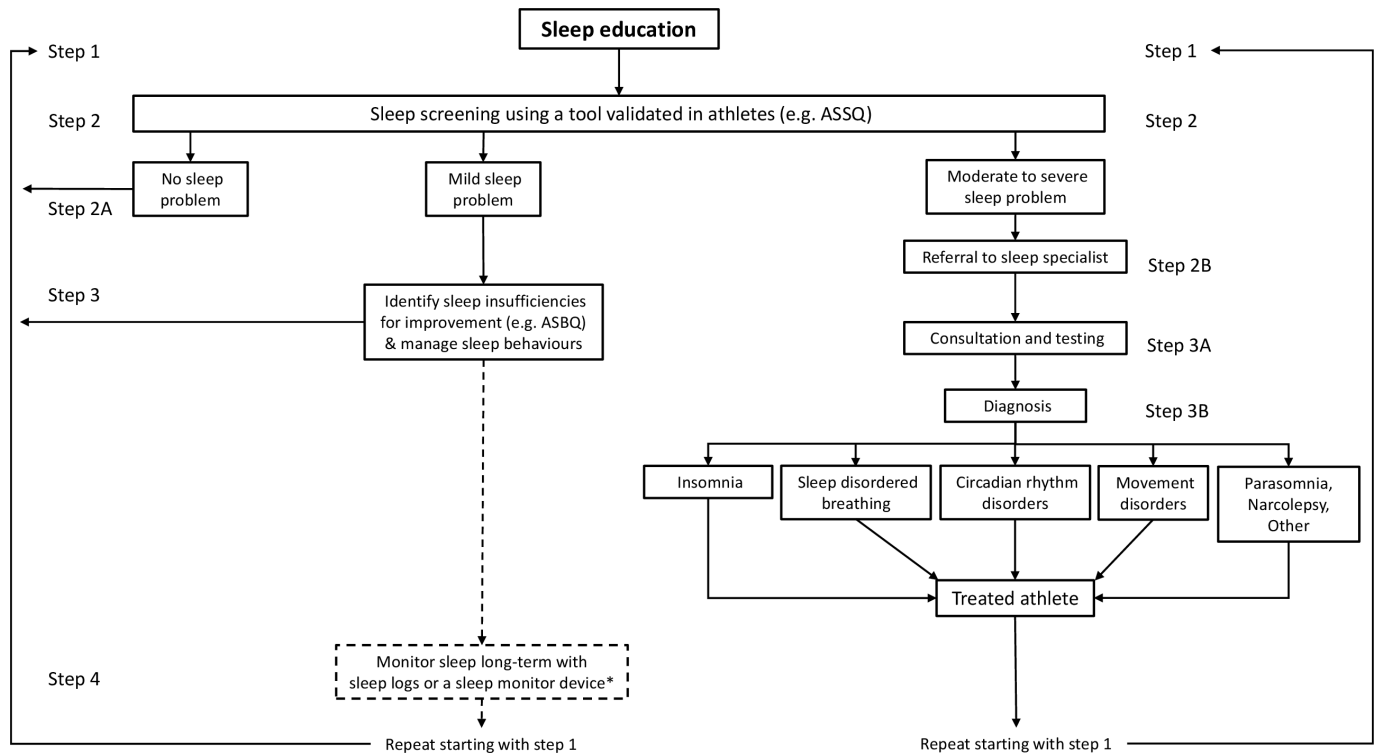 Sleep education
Step 1
Step 1
Sleep screening using a tool validated in athletes (e.g. ASSQ)
Step 2
Step 2
No sleep
problem
Mild sleep
problem
Moderate to severe
sleep problem
Step 2A
Referral to sleep specialist
Step 2B
Step 3
Identify sleep insufficiencies
for improvement (e.g. ASBQ)
& manage sleep behaviours
Consultation and testing
Step 3A
Diagnosis
Step 3B
Insomnia
Sleep disordered
breathing
Circadian rhythm
disorders
Movement
disorders
Parasomnia,
Narcolepsy,
Other
Treated athlete
Step 4
Monitor sleep long-term with
sleep logs or a sleep monitor device*
Repeat starting with step 1
Repeat starting with step 1